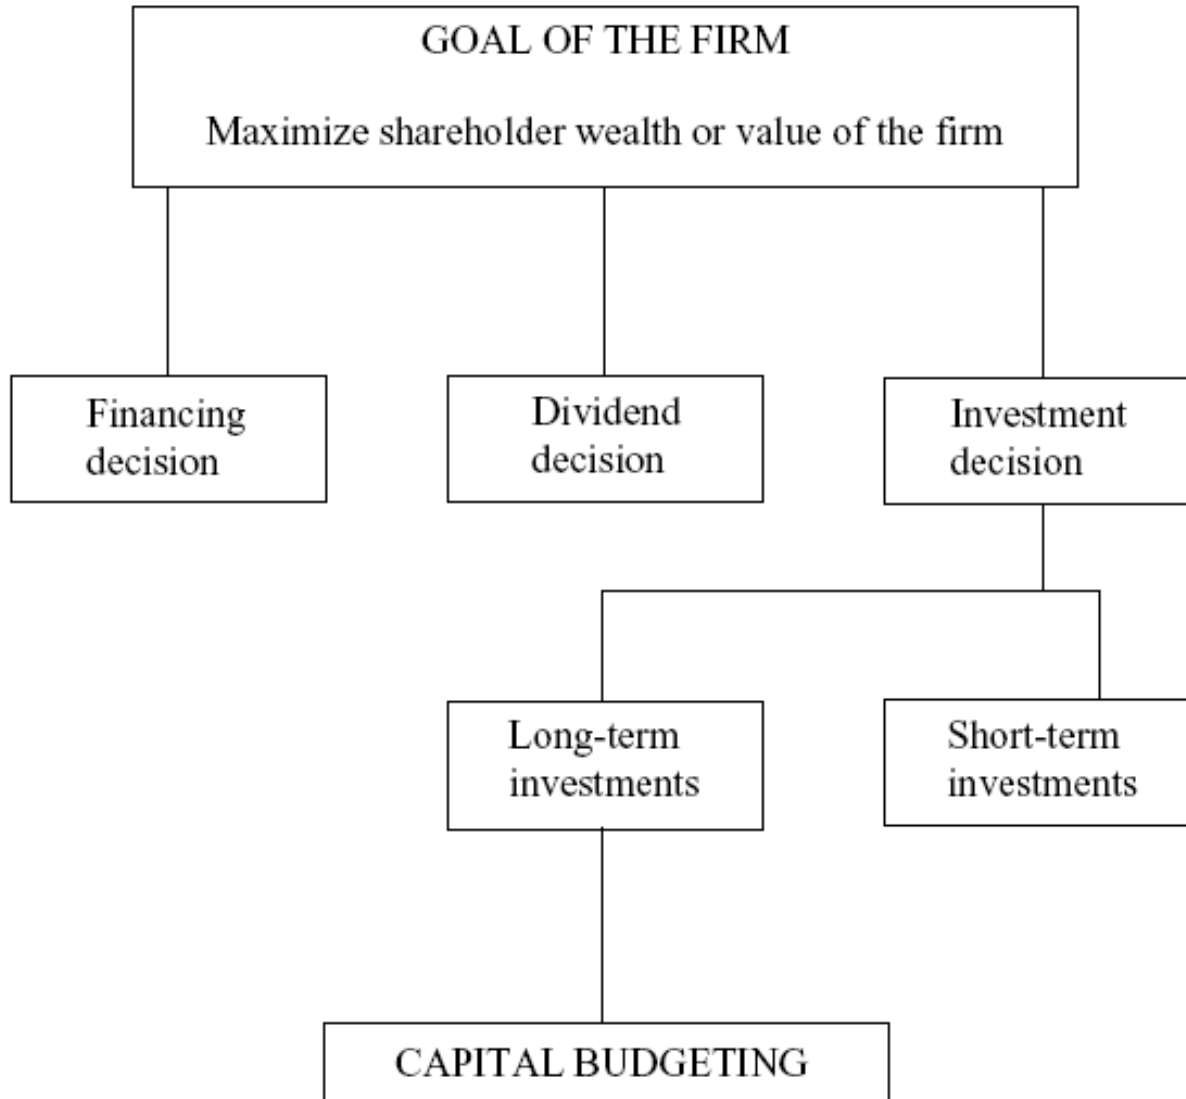 GOAL OF THE FIRM
Maximize shareholder wealth or value of the firm
Financing
decision
Dividend
decision
Investment
decision
Long-term
investments
Short-term
investments
CAPITAL BUDGETING